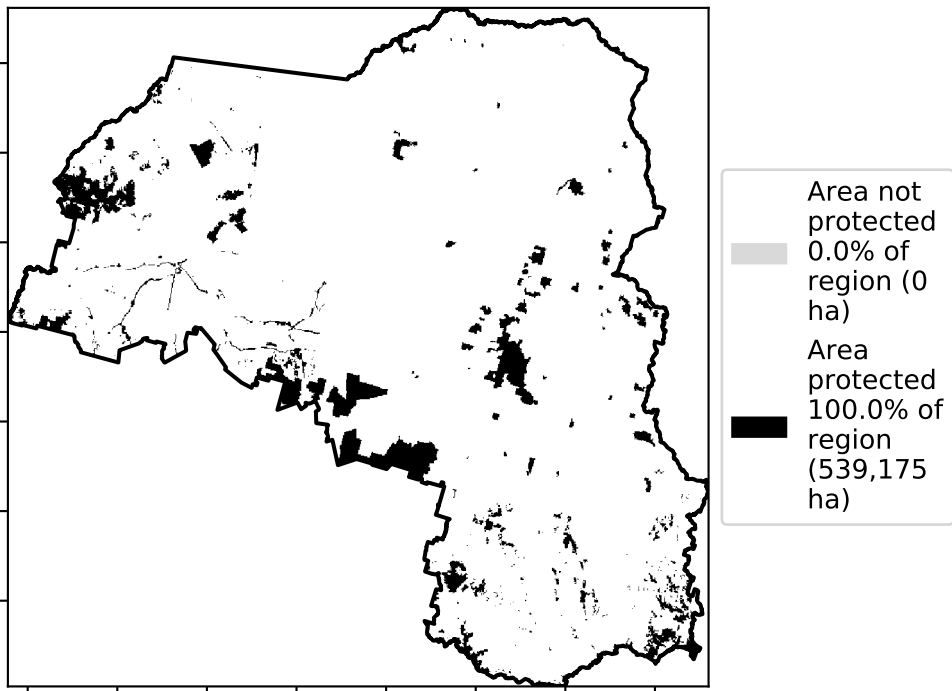 Area not
protected
0.0% of
region (0
ha)
Area
protected
100.0% of
region
(539,175
ha)